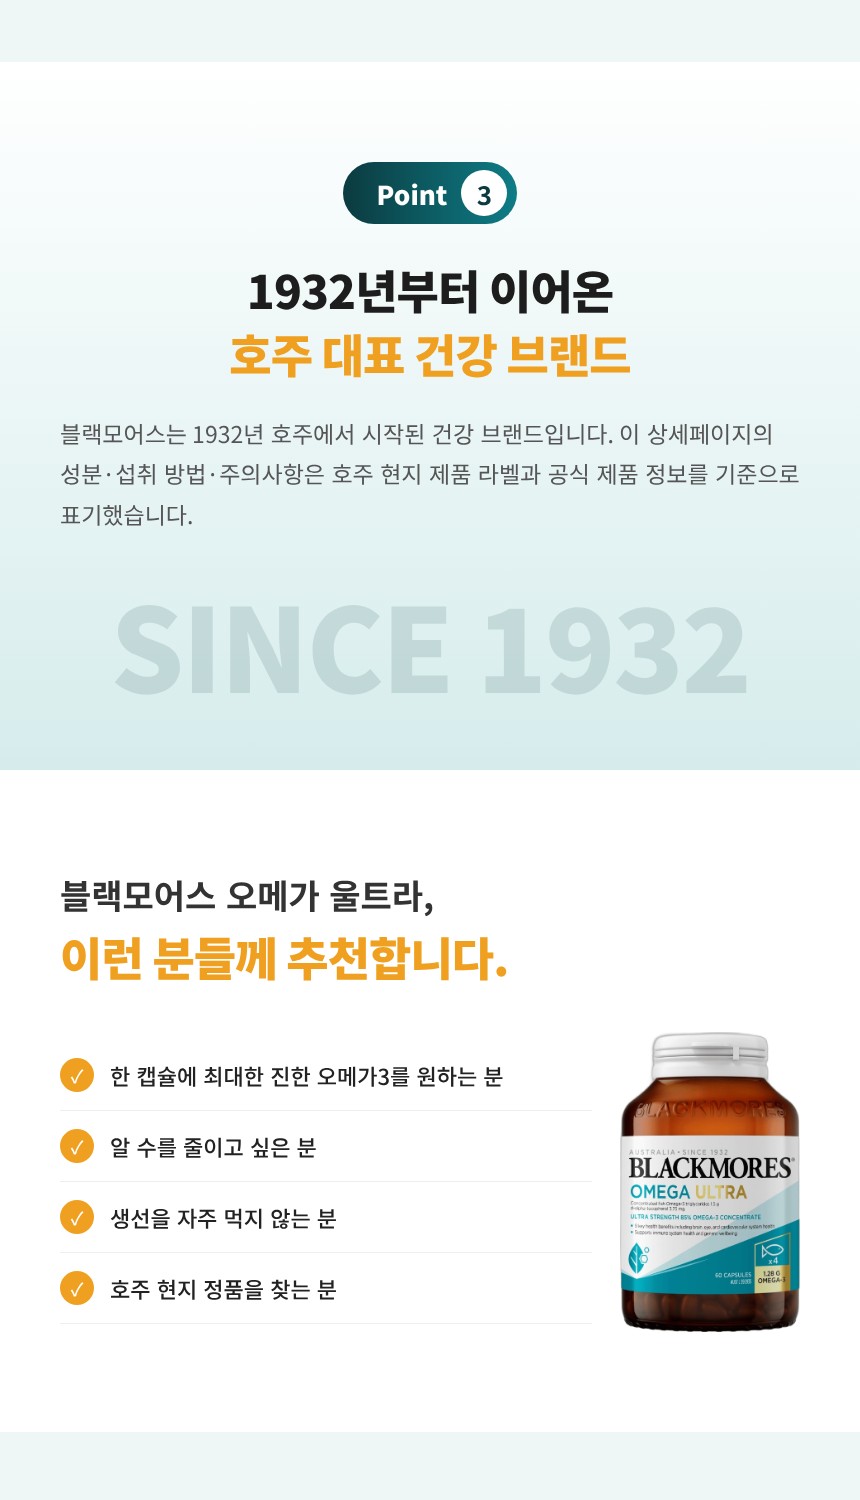 Point 3
1932년부터 이어온
호주 대표 건강 브랜드
블랙모어스는 1932년 호주에서 시작된 건강 브랜드입니다. 이 상세페이지의
성분·섭취 방법·주의사항은 호주 현지 제품 라벨과 공식 제품 정보를 기준으로
표기했습니다.
SINCE 1932
블랙모어스 오메가 울트라,
이런 분들께 추천합니다.
✓ 한 캡슐에 최대한 진한 오메가3를 원하는 분
✓ 알 수를 줄이고 싶은 분
✓ 생선을 자주 먹지 않는 분
✓ 호주 현지 정품을 찾는 분
BLACKMORES
AUSTRALIA • SINCE 1932
BLACKMORES
OMEGA ULTRA
ULTRA STRENGTH 85% OMEGA-3 CONCENTRATE
x4
60 CAPSULES
1.28 G
OMEGA-3